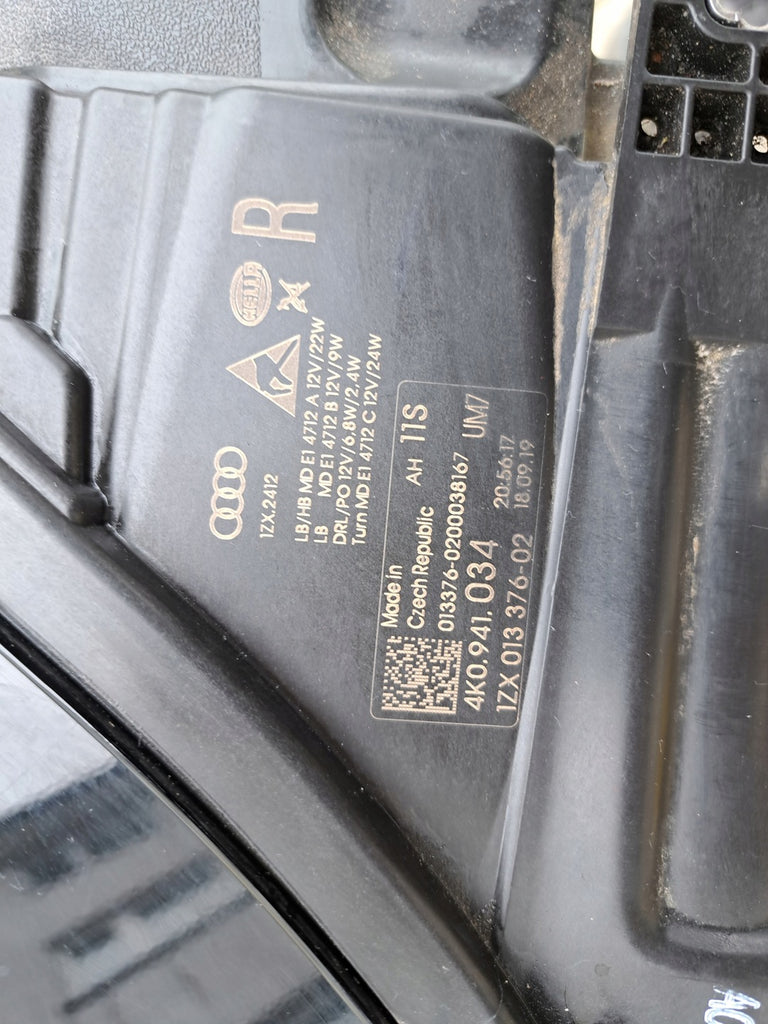 R
HELLA
1ZX.2412
LB/HB MD E1 4712 A 12V/22W
LB MD E1 4712 B 12V/9W
DRL/PO 12V/6,8W/2,4W
Turn MD E1 4712 C 12V/24W
Made in
Czech Republic AH 11S
013376-0200038167 UM7
4K0.941.034 20:56:17
1ZX 013 376-02 18.09.19